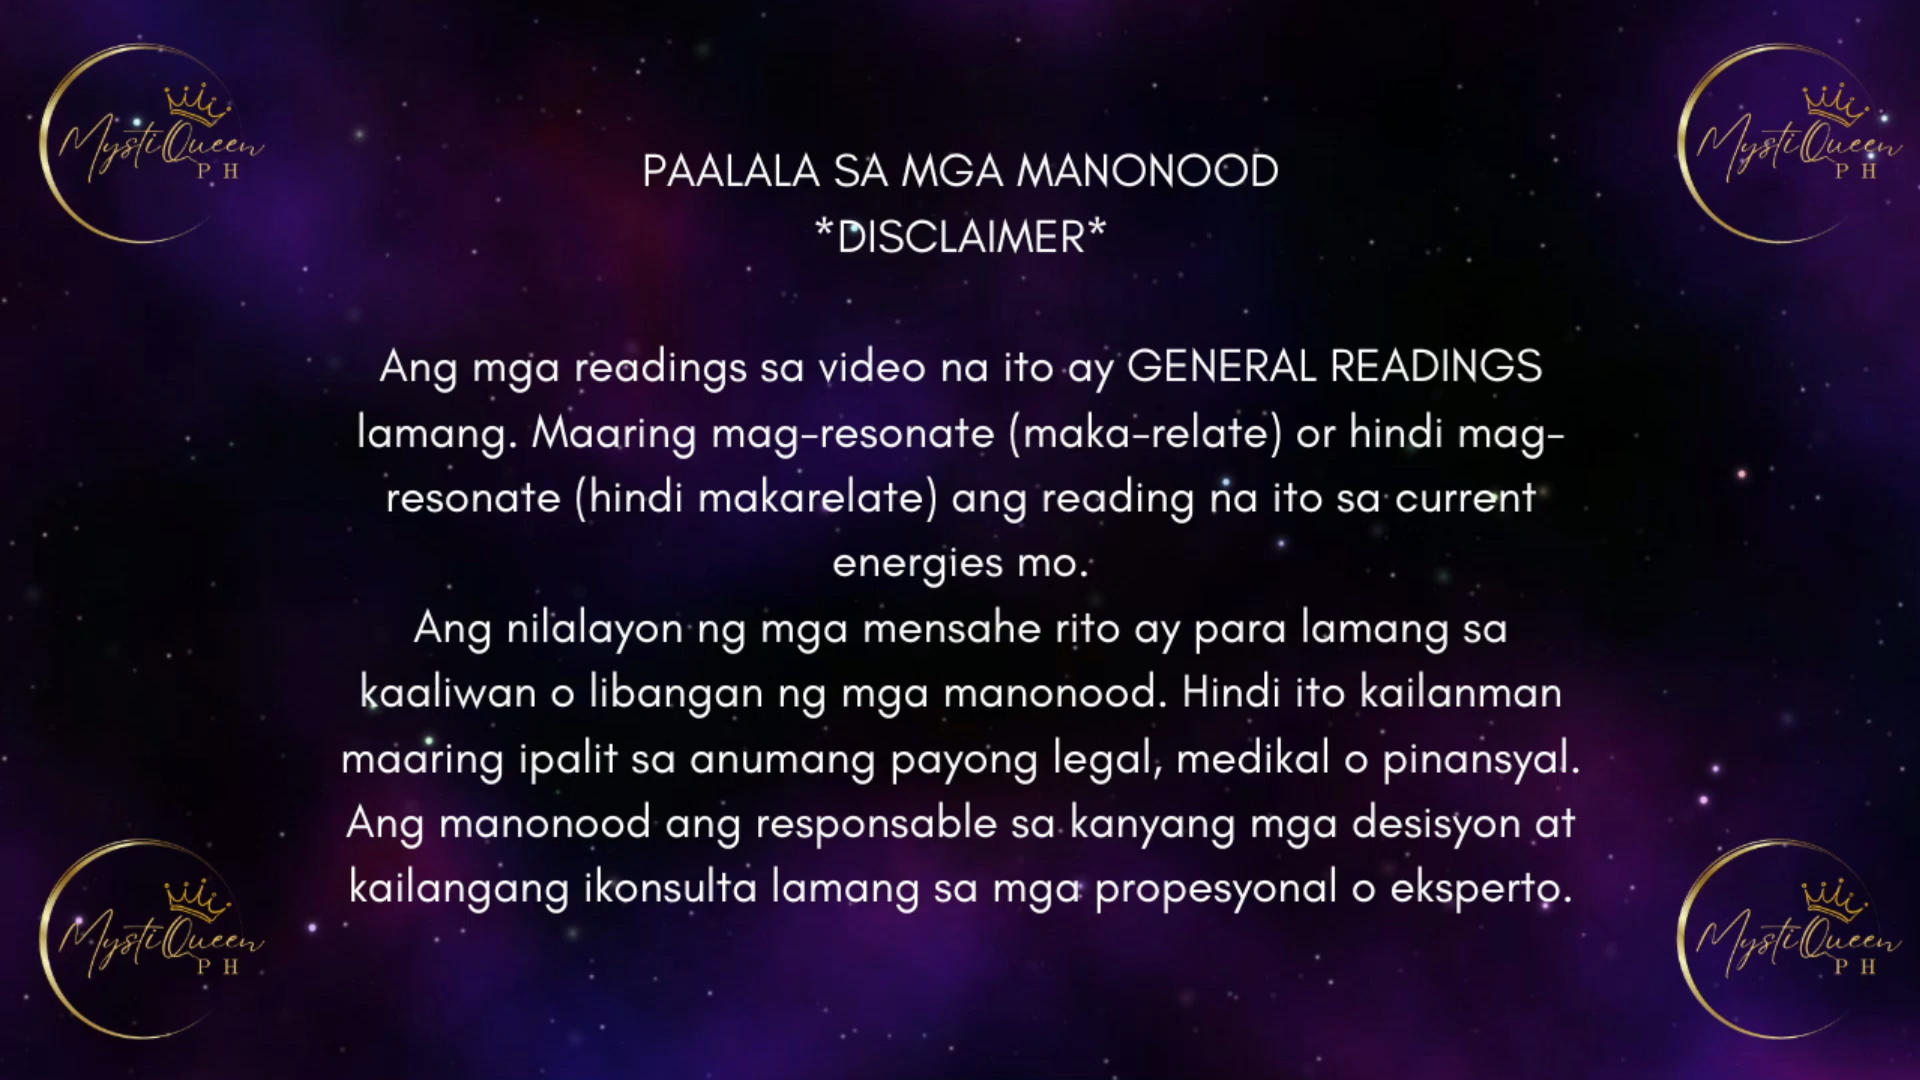 MystiQueen
PH
MystiQueen
PH
PAALALA SA MGA MANONOOD
*DISCLAIMER*
Ang mga readings sa video na ito ay GENERAL READINGS
lamang. Maaring mag-resonate (maka-relate) or hindi mag-
resonate (hindi makarelate) ang reading na ito sa current
energies mo.
Ang nilalayon ng mga mensahe rito ay para lamang sa
kaaliwan o libangan ng mga manonood. Hindi ito kailanman
maaring ipalit sa anumang payong legal, medikal o pinansyal.
Ang manonood ang responsable sa kanyang mga desisyon at
kailangang ikonsulta lamang sa mga propesyonal o eksperto.
MystiQueen
PH
MystiQueen
PH